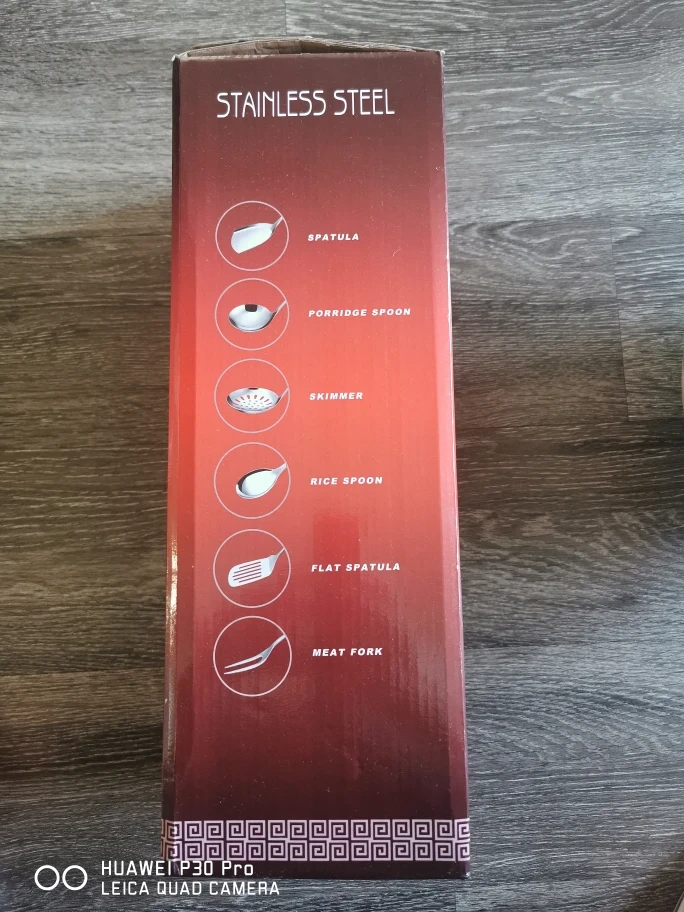 STAINLESS STEEL
SPATULA
PORRIDGE SPOON
SKIMMER
RICE SPOON
FLAT SPATULA
MEAT FORK
HUAWEI P30 Pro
LEICA QUAD CAMERA